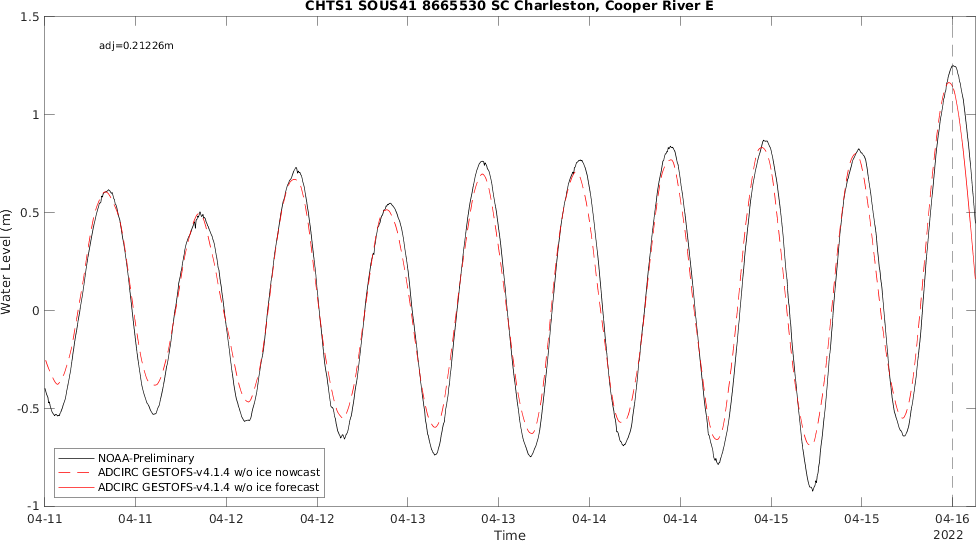 CHTS1 SOUS41 8665530 SC Charleston, Cooper River E
adj=0.21226m
1.5
1
0.5
0
-0.5
-1
Water Level (m)
NOAA-Preliminary
ADCIRC GESTOFS-v4.1.4 w/o ice nowcast
ADCIRC GESTOFS-v4.1.4 w/o ice forecast
04-11 04-11 04-12 04-12 04-13 04-13 04-14 04-14 04-15 04-15 04-16
Time 2022